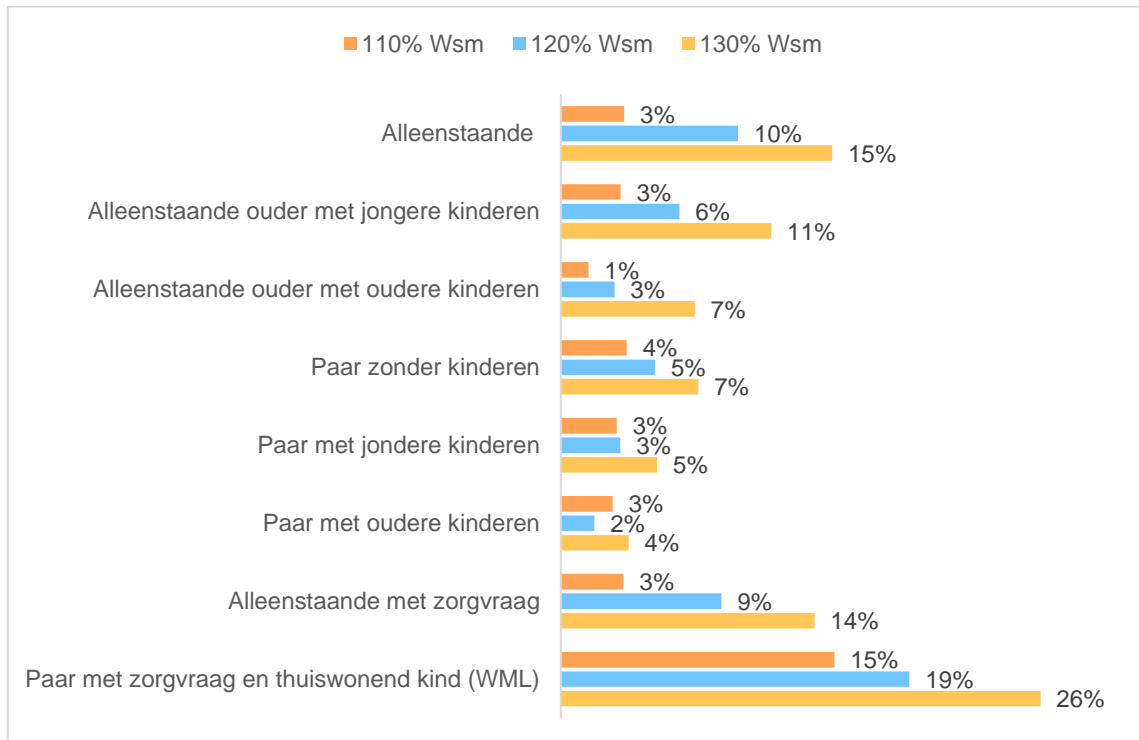 110% Wsm 120% Wsm 130% Wsm
Alleenstaande
3%
10%
15%
Alleenstaande ouder met jongere kinderen
3%
6%
11%
Alleenstaande ouder met oudere kinderen
1%
3%
7%
Paar zonder kinderen
4%
5%
7%
Paar met jondere kinderen
3%
3%
5%
Paar met oudere kinderen
3%
2%
4%
Alleenstaande met zorgvraag
3%
9%
14%
Paar met zorgvraag en thuiswonend kind (WML)
15%
19%
26%